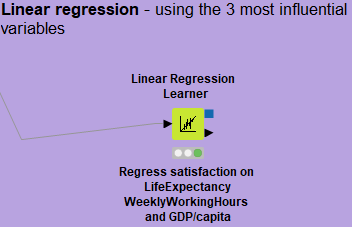 Linear regression - using the 3 most influential
variables
Linear Regression
Learner
Regress satisfaction on
LifeExpectancy
WeeklyWorkingHours
and GDP/capita